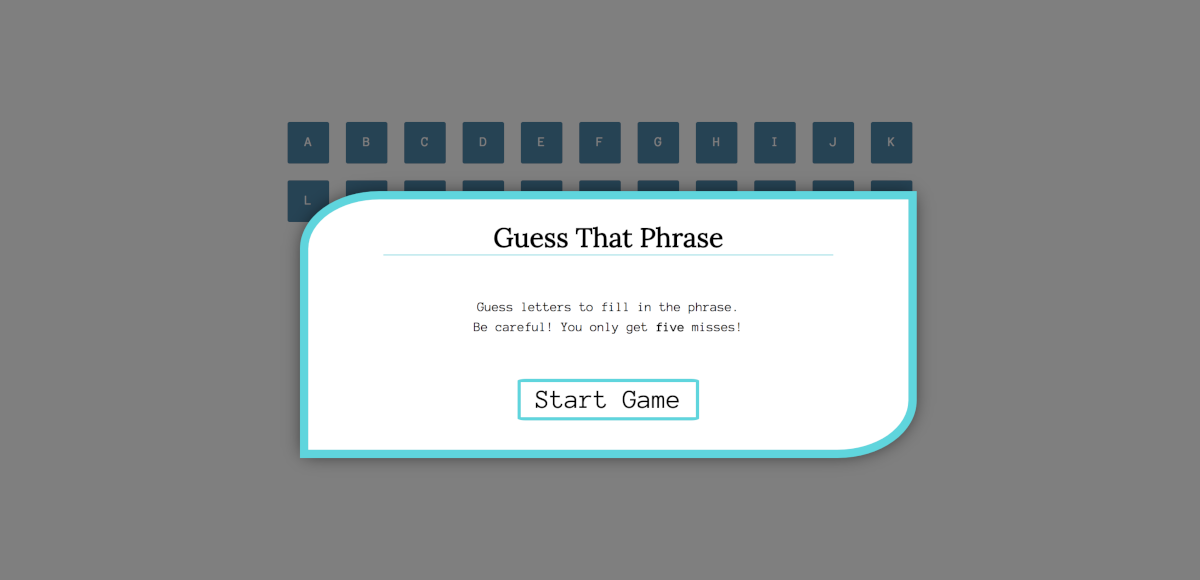 A B C D E F G H I J K
L
Guess That Phrase
Guess letters to fill in the phrase.
Be careful! You only get five misses!
Start Game